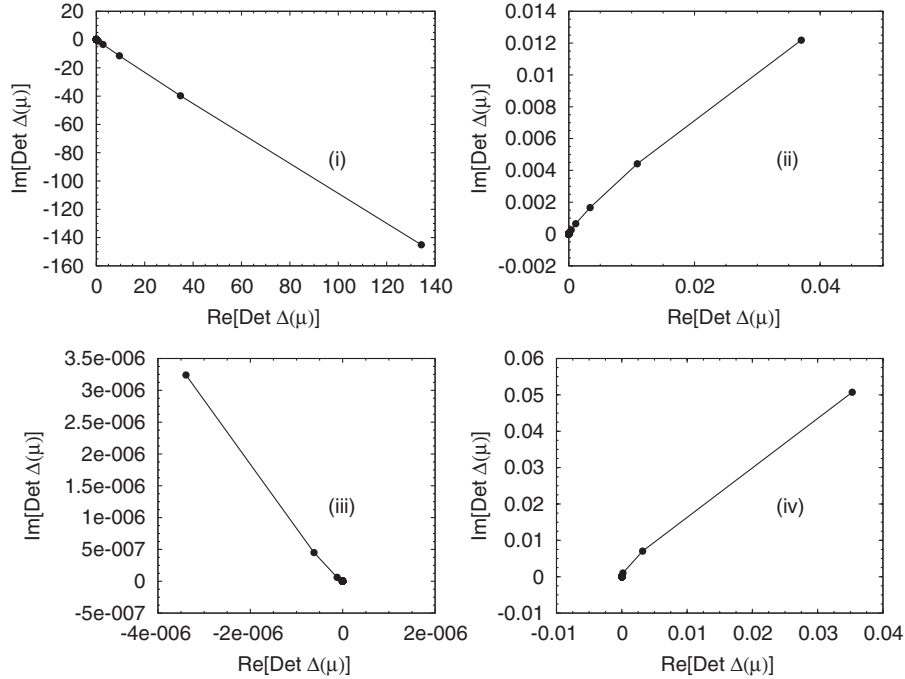 0
-20
-40
-60
-80
-100
-120
-140
-160
0 20 40 60 80 100 120 140
Im[Det Δ(μ)]
Re[Det Δ(μ)]
(i)
0.014
0.012
0.01
0.008
0.006
0.004
0.002
0
-0.002
0 0.02 0.04
Im[Det Δ(μ)]
Re[Det Δ(μ)]
(ii)
3.5e-006
3e-006
2.5e-006
2e-006
1.5e-006
1e-006
5e-007
0
-5e-007
-4e-006 -2e-006 0 2e-006
Im[Det Δ(μ)]
Re[Det Δ(μ)]
(iii)
0.06
0.05
0.04
0.03
0.02
0.01
0
-0.01
-0.01 0 0.01 0.02 0.03 0.04
Im[Det Δ(μ)]
Re[Det Δ(μ)]
(iv)